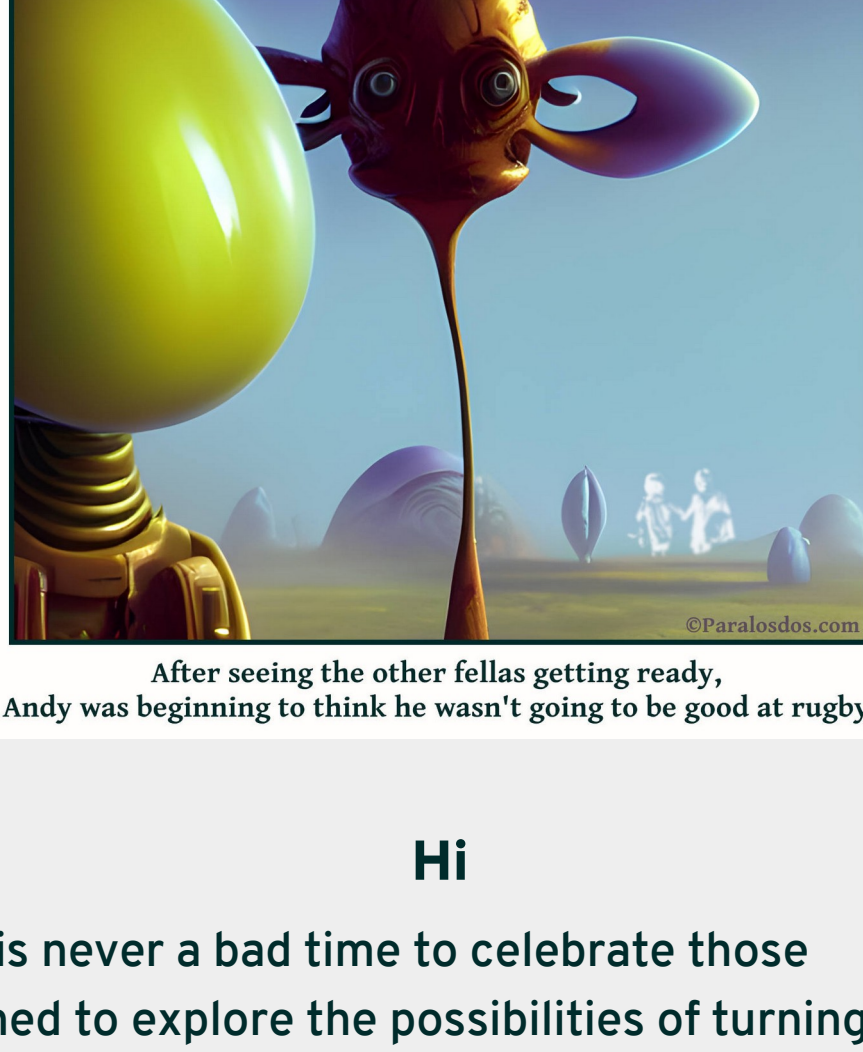 ©Paralosdos.com
After seeing the other fellas getting ready,
Andy was beginning to think he wasn't going to be good at rugby
Hi
is never a bad time to celebrate those
ned to explore the possibilities of turning